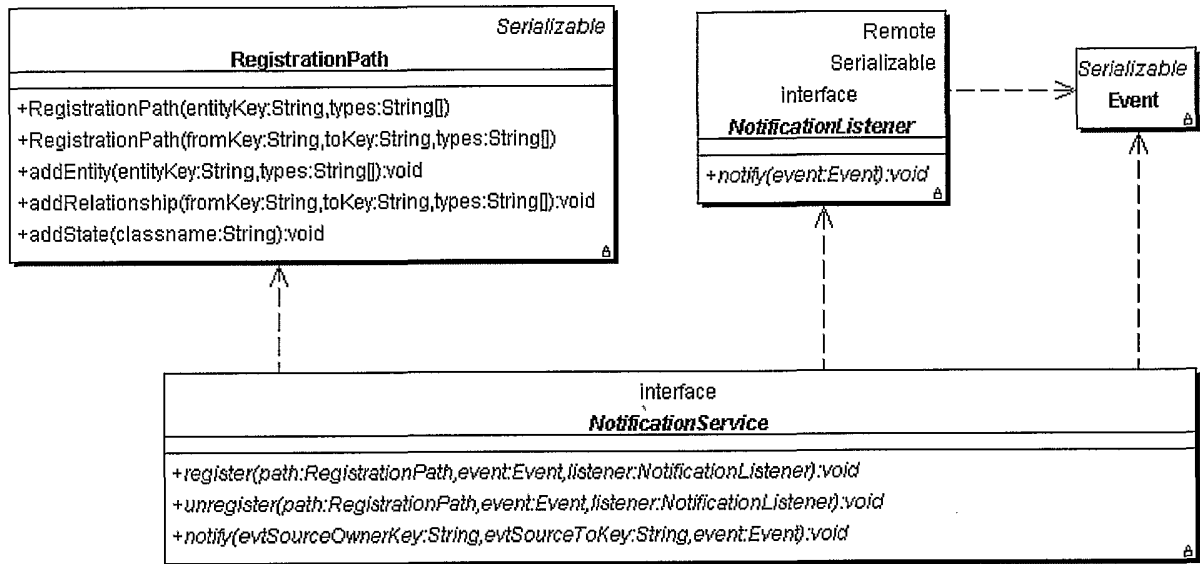 Serializable
RegistrationPath
+RegistrationPath(entityKey:String,types:String[])
+RegistrationPath(fromKey:String,toKey:String,types:String[])
+addEntity(entityKey:String,types:String[]):void
+addRelationship(fromKey:String,toKey:String,types:String[]):void
+addState(classname:String):void
Remote
Serializable
interface
NotificationListener
+notify(event:Event):void
Serializable
Event
interface
NotificationService
+register(path:RegistrationPath,event:Event,listener:NotificationListener):void
+unregister(path:RegistrationPath,event:Event,listener:NotificationListener):void
+notify(evtSourceOwnerKey:String,evtSourceToKey:String,event:Event):void